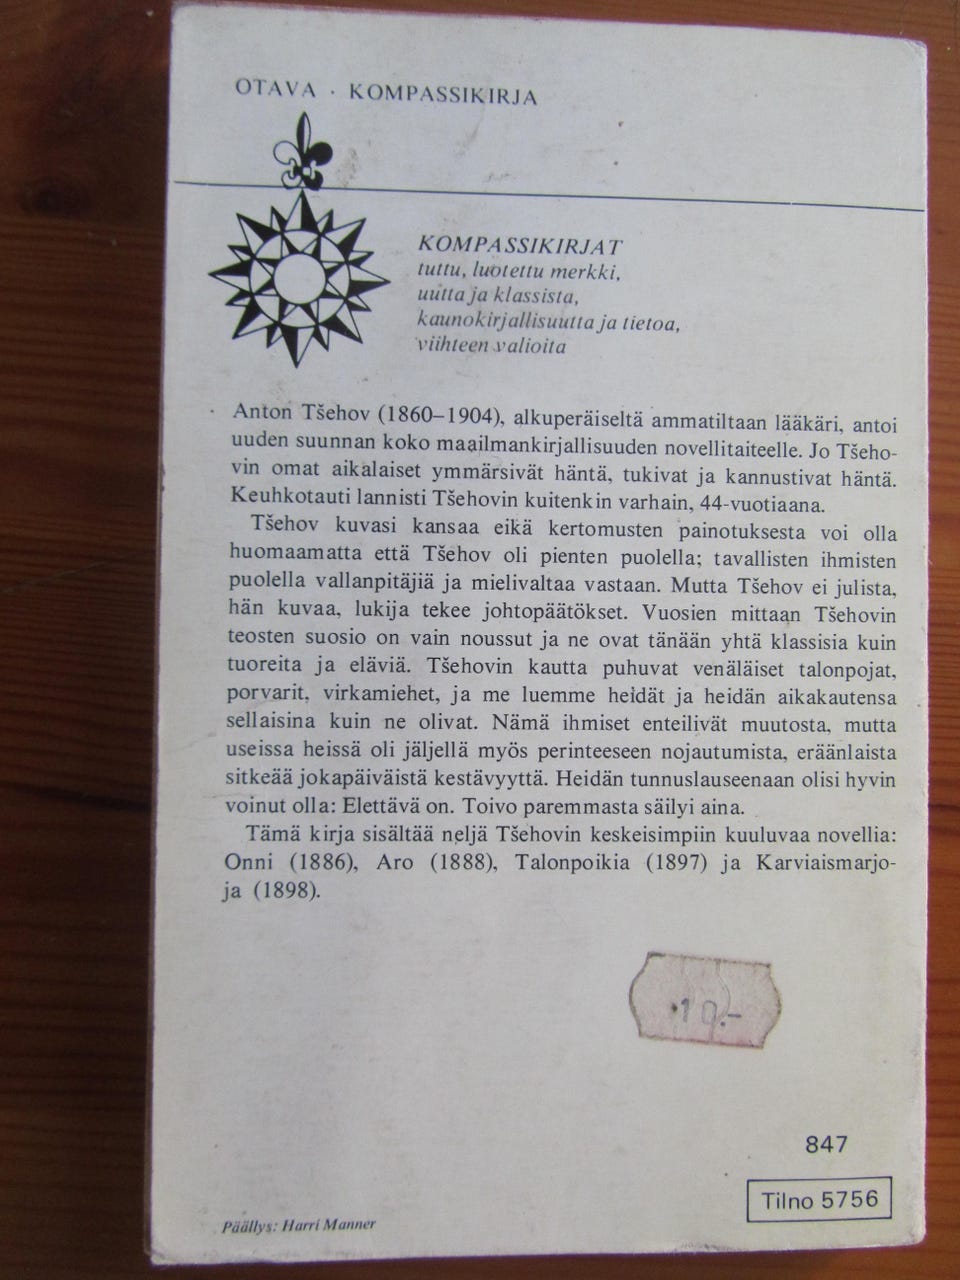 OTAVA · KOMPASSIKIRJA
KOMPASSIKIRJAT
tuttu, luotettu merkki,
uutta ja klassista,
kaunokirjallisuutta ja tietoa,
viihteen valioita
Anton Tšehov (1860–1904), alkuperäiseltä ammatiltaan lääkäri, antoi
uuden suunnan koko maailmankirjallisuuden novellitaiteelle. Jo Tšeho-
vin omat aikalaiset ymmärsivät häntä, tukivat ja kannustivat häntä.
Keuhkotauti lannisti Tšehovin kuitenkin varhain, 44-vuotiaana.
Tšehov kuvasi kansaa eikä kertomusten painotuksesta voi olla
huomaamatta että Tšehov oli pienten puolella; tavallisten ihmisten
puolella vallanpitäjiä ja mielivaltaa vastaan. Mutta Tšehov ei julista,
hän kuvaa, lukija tekee johtopäätökset. Vuosien mittaan Tšehovin
teosten suosio on vain noussut ja ne ovat tänään yhtä klassisia kuin
tuoreita ja eläviä. Tšehovin kautta puhuvat venäläiset talonpojat,
porvarit, virkamiehet, ja me luemme heidät ja heidän aikakautensa
sellaisina kuin ne olivat. Nämä ihmiset enteilivät muutosta, mutta
useissa heissä oli jäljellä myös perinteeseen nojautumista, eräänlaista
sitkeää jokapäiväistä kestävyyttä. Heidän tunnuslauseenaan olisi hyvin
voinut olla: Elettävä on. Toivo paremmasta säilyi aina.
Tämä kirja sisältää neljä Tšehovin keskeisimpiin kuuluvaa novellia:
Onni (1886), Aro (1888), Talonpoikia (1897) ja Karviaismarjo-
ja (1898).
10.–
847
Tilno 5756
Päällys: Harri Manner